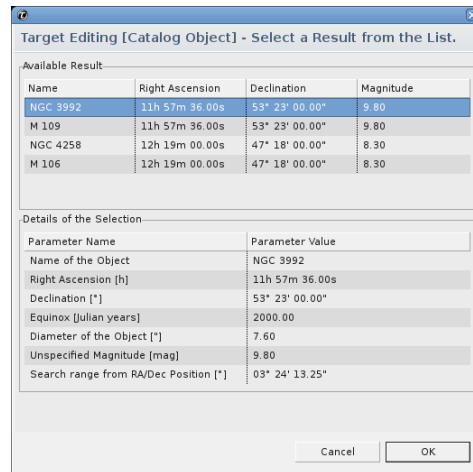 Target Editing [Catalog Object] - Select a Result from the List.
Available Result
Name Right Ascension Declination Magnitude
NGC 3992 11h 57m 36.00s 53° 23' 00.00" 9.80
M 109 11h 57m 36.00s 53° 23' 00.00" 9.80
NGC 4258 12h 19m 00.00s 47° 18' 00.00" 8.30
M 106 12h 19m 00.00s 47° 18' 00.00" 8.30
Details of the Selection
Parameter Name Parameter Value
Name of the Object NGC 3992
Right Ascension [h] 11h 57m 36.00s
Declination [°] 53° 23' 00.00"
Equinox [Julian years] 2000.00
Diameter of the Object ["] 7.60
Unspecified Magnitude [mag] 9.80
Search range from RA/Dec Position [°] 03° 24' 13.25"
Cancel OK